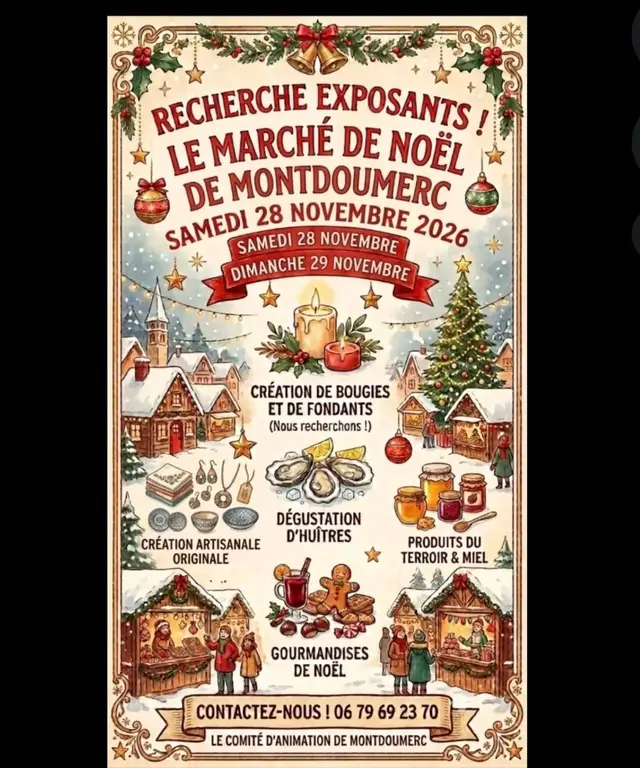 RECHERCHE EXPOSANTS !
LE MARCHÉ DE NOËL
DE MONTDOUMERC
SAMEDI 28 NOVEMBRE 2026
SAMEDI 28 NOVEMBRE
DIMANCHE 29 NOVEMBRE
CRÉATION DE BOUGIES
ET DE FONDANTS
(Nous recherchons !)
CRÉATION ARTISANALE
ORIGINALE
DÉGUSTATION
D'HUÎTRES
PRODUITS DU
TERROIR & MIEL
GOURMANDISES
DE NOËL
CONTACTEZ-NOUS ! 06 79 69 23 70
LE COMITÉ D'ANIMATION DE MONTDOUMERC